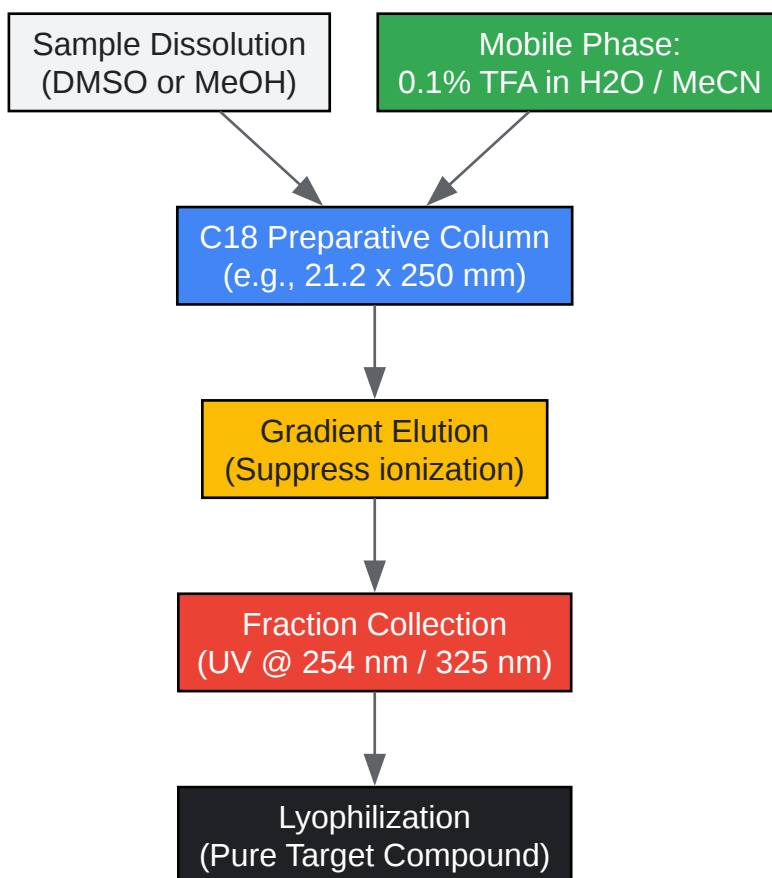 Sample Dissolution
(DMSO or MeOH)
Mobile Phase:
0.1% TFA in H2O / MeCN
C18 Preparative Column
(e.g., 21.2 x 250 mm)
Gradient Elution
(Suppress ionization)
Fraction Collection
(UV @ 254 nm / 325 nm)
Lyophilization
(Pure Target Compound)